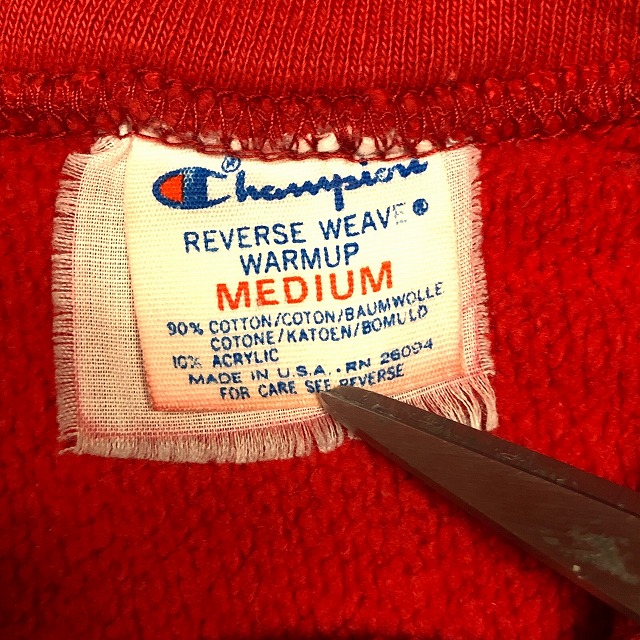 Champion®
REVERSE WEAVE®
WARMUP
MEDIUM
90% COTTON/COTON/BAUMWOLLE
COTONE/KATOEN/BOMULD
10% ACRYLIC
MADE IN U.S.A. · RN 26094
FOR CARE SEE REVERSE